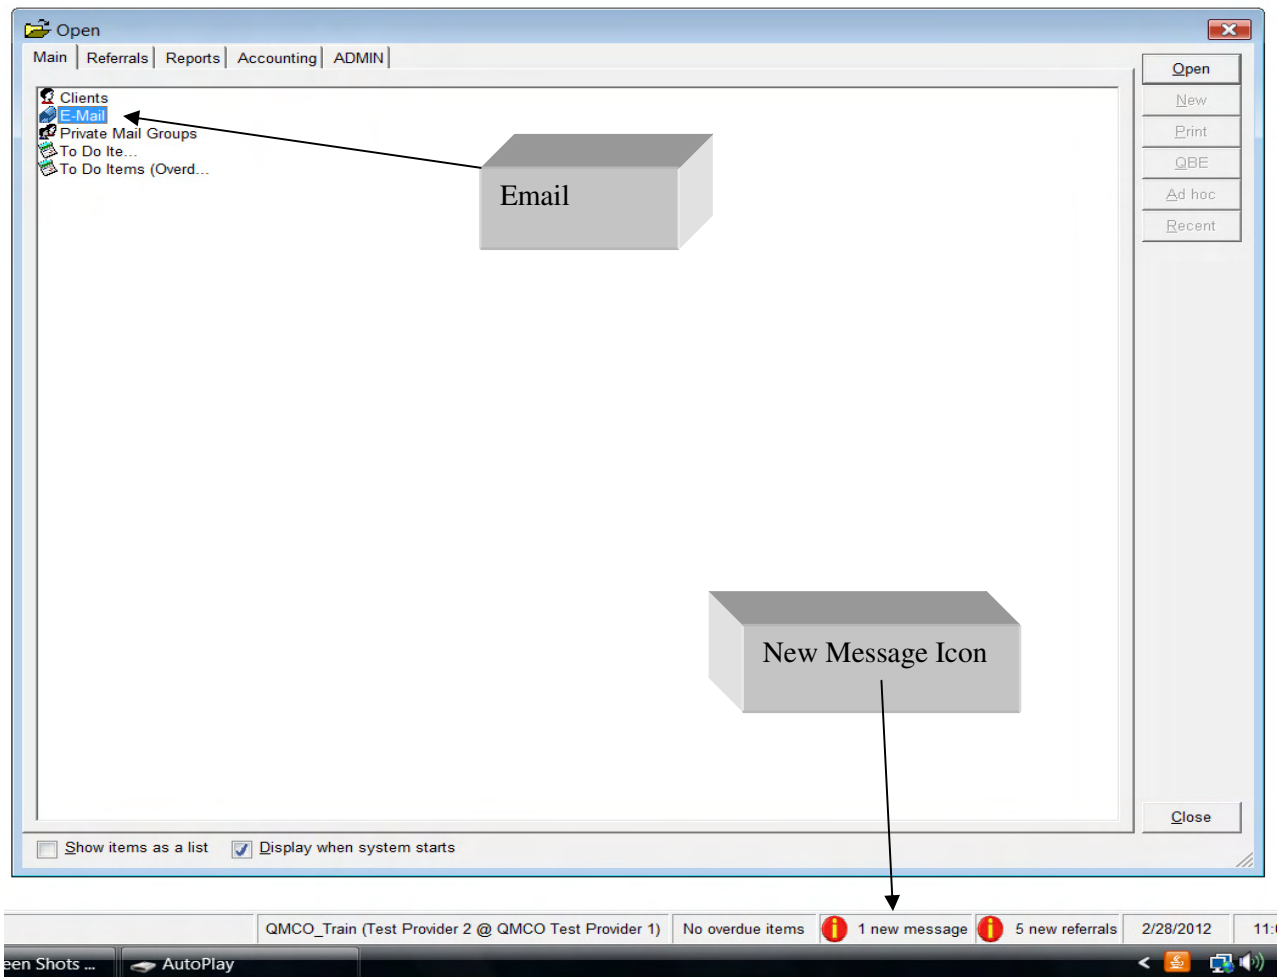 Open
Main Referrals Reports Accounting ADMIN
Clients
E-Mail
Private Mail Groups
To Do Ite...
To Do Items (Overd...
Open
New
Print
QBE
Ad hoc
Recent
Email
New Message Icon
Close
Show items as a list Display when system starts
QMCO_Train (Test Provider 2 @ QMCO Test Provider 1) No overdue items 1 new message 5 new referrals 2/28/2012 11:
een Shots ... AutoPlay